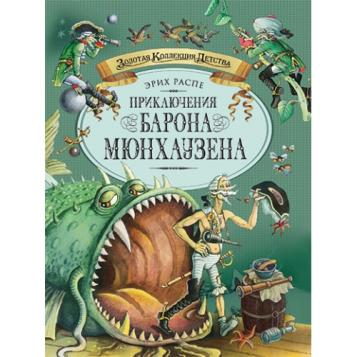 Золотая Коллекция Детства
ЭРИХ РАСПЕ
ПРИКЛЮЧЕНИЯ
БАРОНА
МЮНХАУЗЕНА